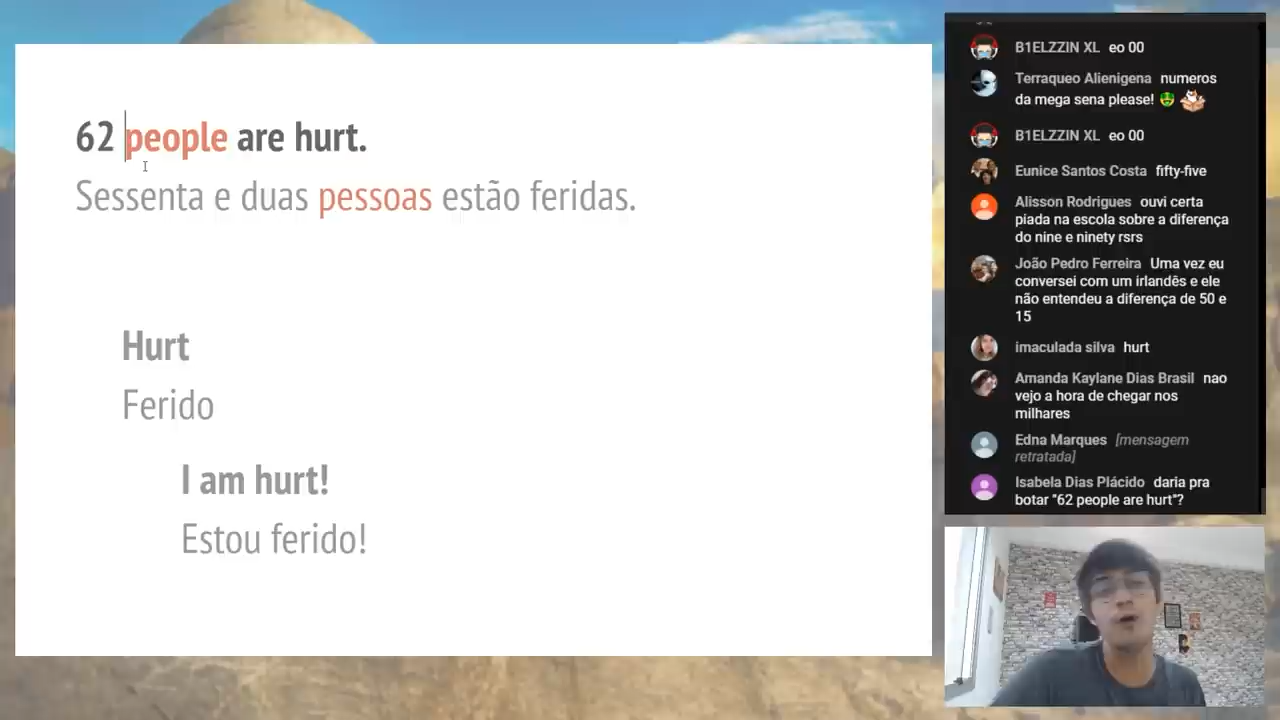 62 people are hurt.
Sessenta e duas pessoas estão feridas.
Hurt
Ferido
I am hurt!
Estou ferido!
B1ELZZIN XL eo 00
Terraqueo Alienigena numeros
da mega sena please!
B1ELZZIN XL eo 00
Eunice Santos Costa fifty-five
Alisson Rodrigues ouvi certa
piada na escola sobre a diferença
do nine e ninety rsrs
João Pedro Ferreira Uma vez eu
conversei com um irlandês e ele
não entendeu a diferença de 50 e
15
imaculada silva hurt
Amanda Kaylane Dias Brasil nao
vejo a hora de chegar nos
milhares
Edna Marques [mensagem
retratada]
Isabela Dias Plácido daria pra
botar "62 people are hurt"?